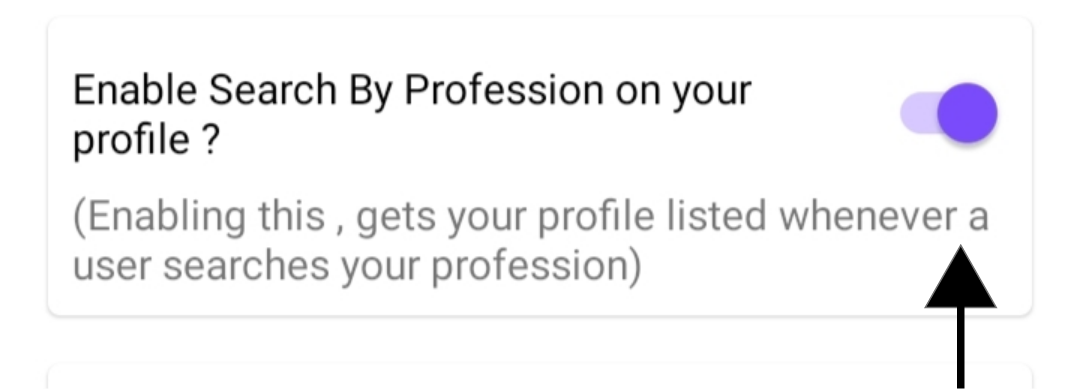 Enable Search By Profession on your
profile ?
(Enabling this , gets your profile listed whenever a
user searches your profession)